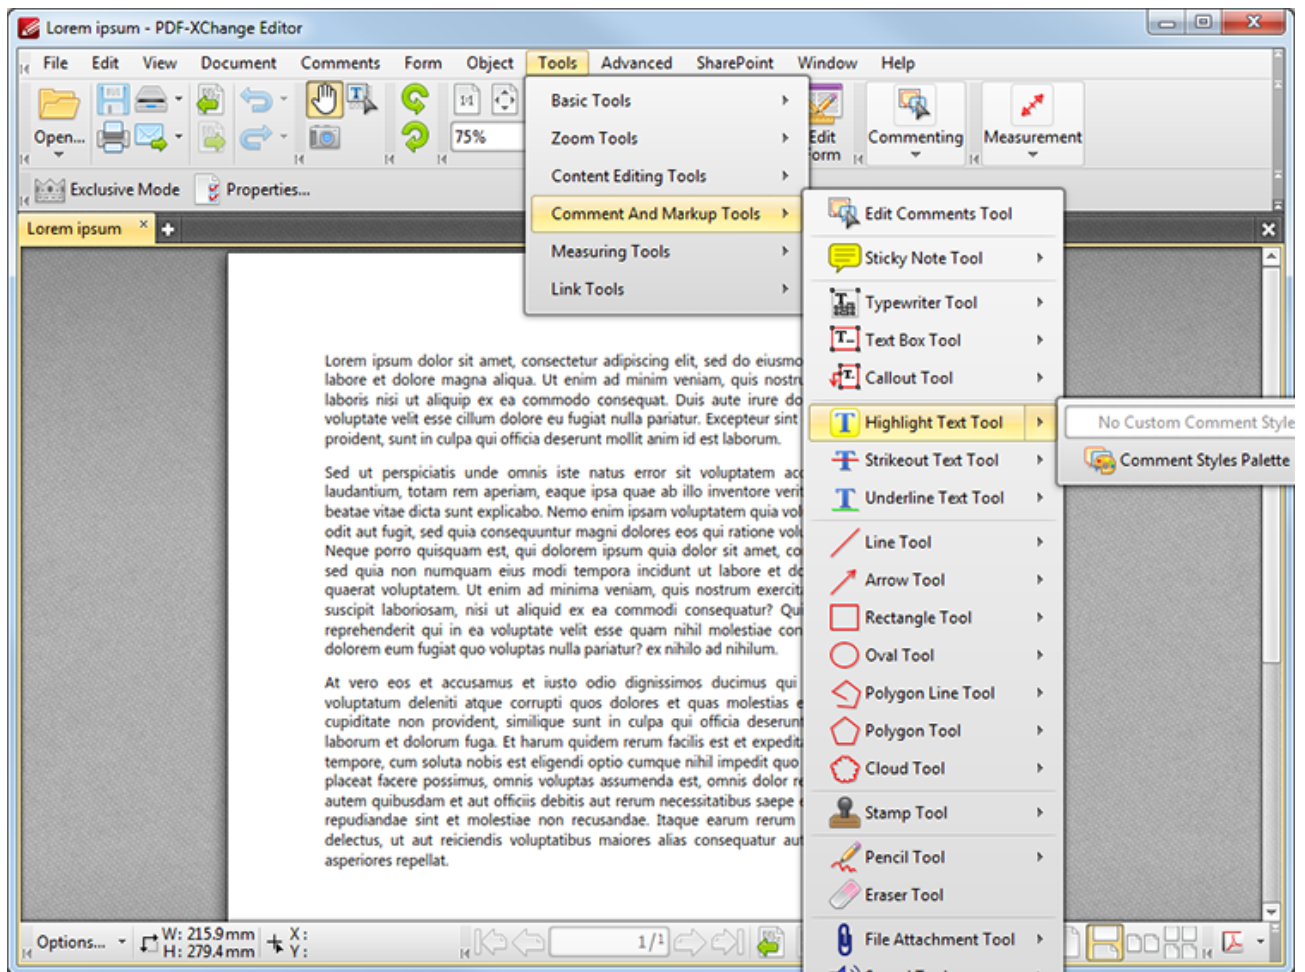 Lorem ipsum - PDF-XChange Editor
File Edit View Document Comments Form Object Tools Advanced SharePoint Window Help
Open...
75%
Edit
Commenting
Measurement
Exclusive Mode Properties...
Lorem ipsum
Basic Tools
Zoom Tools
Content Editing Tools
Comment And Markup Tools
Measuring Tools
Link Tools
Edit Comments Tool
Sticky Note Tool
Typewriter Tool
Text Box Tool
Callout Tool
Highlight Text Tool
Strikeout Text Tool
Underline Text Tool
Line Tool
Arrow Tool
Rectangle Tool
Oval Tool
Polygon Line Tool
Polygon Tool
Cloud Tool
Stamp Tool
Pencil Tool
Eraser Tool
File Attachment Tool
No Custom Comment Style
Comment Styles Palette
Lorem ipsum dolor sit amet, consectetur adipiscing elit, sed do eiusmo
labore et dolore magna aliqua. Ut enim ad minim veniam, quis nostru
laboris nisi ut aliquip ex ea commodo consequat. Duis aute irure do
voluptate velit esse cillum dolore eu fugiat nulla pariatur. Excepteur sint
proident, sunt in culpa qui officia deserunt mollit anim id est laborum.
Sed ut perspiciatis unde omnis iste natus error sit voluptatem acc
laudantium, totam rem aperiam, eaque ipsa quae ab illo inventore verit
beatae vitae dicta sunt explicabo. Nemo enim ipsam voluptatem quia vol
odit aut fugit, sed quia consequuntur magni dolores eos qui ratione volu
Neque porro quisquam est, qui dolorem ipsum quia dolor sit amet, co
sed quia non numquam eius modi tempora incidunt ut labore et do
quaerat voluptatem. Ut enim ad minima veniam, quis nostrum exercit
suscipit laboriosam, nisi ut aliquid ex ea commodi consequatur? Qui
reprehenderit qui in ea voluptate velit esse quam nihil molestiae con
dolorem eum fugiat quo voluptas nulla pariatur? ex nihilo ad nihilum.
At vero eos et accusamus et iusto odio dignissimos ducimus qui
voluptatum deleniti atque corrupti quos dolores et quas molestias e
cupiditate non provident, similique sunt in culpa qui officia deserunt
laborum et dolorum fuga. Et harum quidem rerum facilis est et expedit
tempore, cum soluta nobis est eligendi optio cumque nihil impedit quo
placeat facere possimus, omnis voluptas assumenda est, omnis dolor re
autem quibusdam et aut officiis debitis aut rerum necessitatibus saepe e
repudiandae sint et molestiae non recusandae. Itaque earum rerum
delectus, ut aut reiciendis voluptatibus maiores alias consequatur aut
asperiores repellat.
Options... W: 215.9 mm X:
H: 279.4 mm Y:
1/1